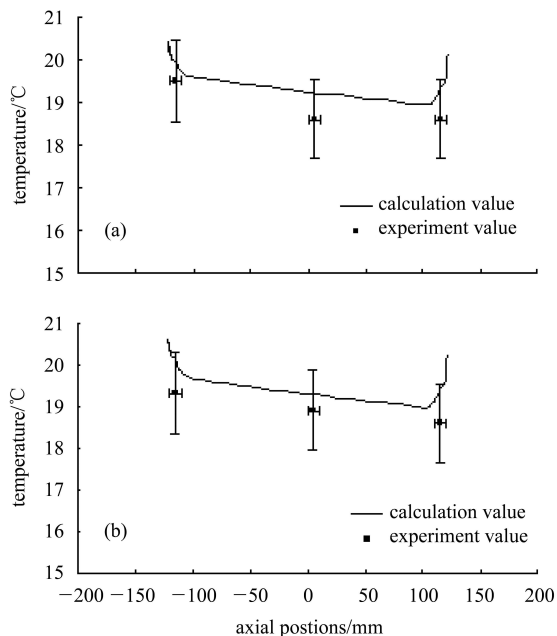 21
20
19
18
17
16
15
temperature/℃
(a)
calculation value
experiment value
21
20
19
18
17
16
15
temperature/℃
(b)
calculation value
experiment value
−200 −150 −100 −50 0 50 100 150 200
axial postions/mm